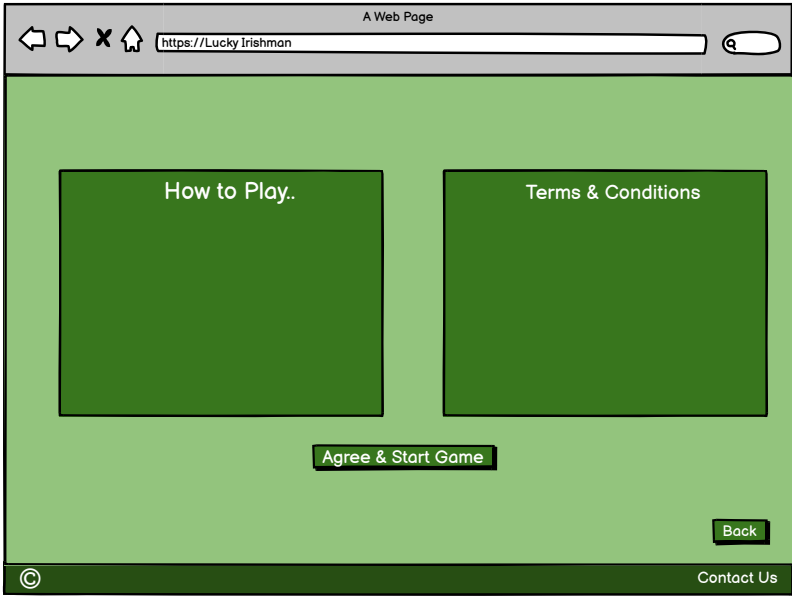 A Web Page
https://Lucky Irishman
How to Play..
Terms & Conditions
Agree & Start Game
Back
©
Contact Us